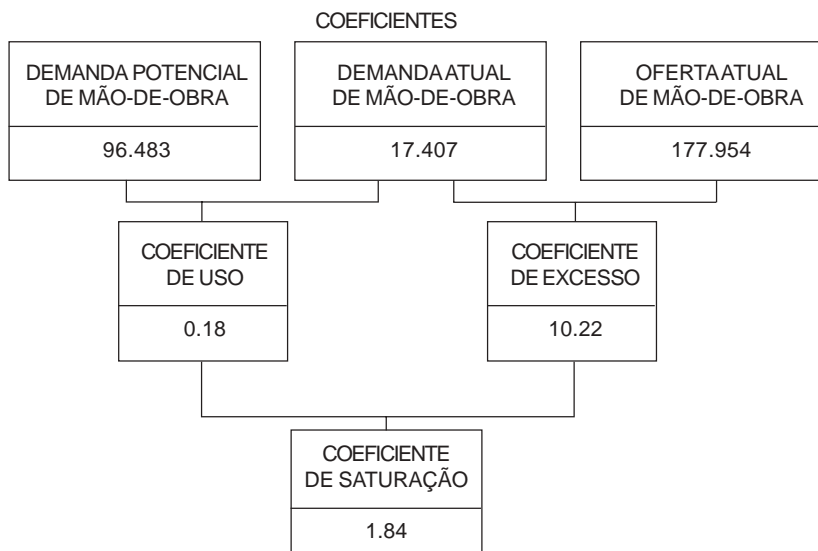 COEFICIENTES
DEMANDA POTENCIAL
DE MÃO-DE-OBRA
96.483
DEMANDA ATUAL
DE MÃO-DE-OBRA
17.407
OFERTA ATUAL
DE MÃO-DE-OBRA
177.954
COEFICIENTE
DE USO
0.18
COEFICIENTE
DE EXCESSO
10.22
COEFICIENTE
DE SATURAÇÃO
1.84